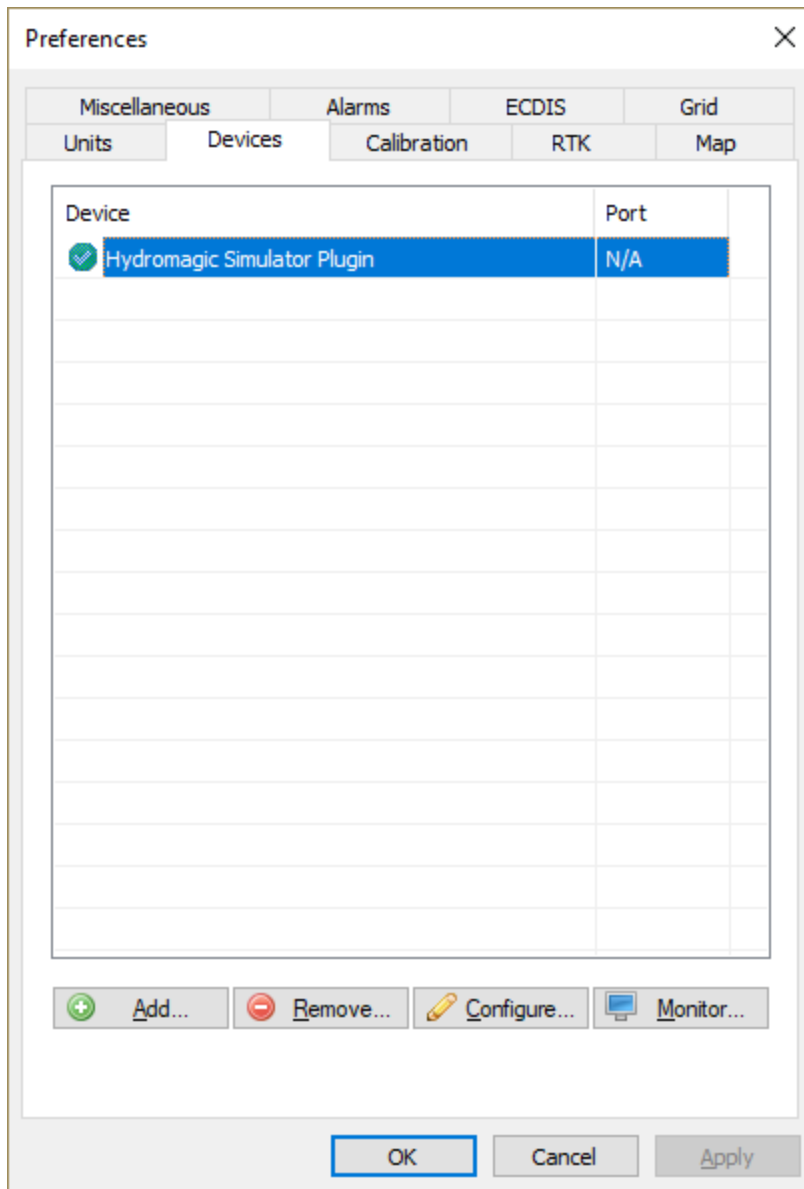 Preferences
Miscellaneous Alarms ECDIS Grid
Units Devices Calibration RTK Map
Device Port
Hydromagic Simulator Plugin N/A
Add... Remove... Configure... Monitor...
OK Cancel Apply